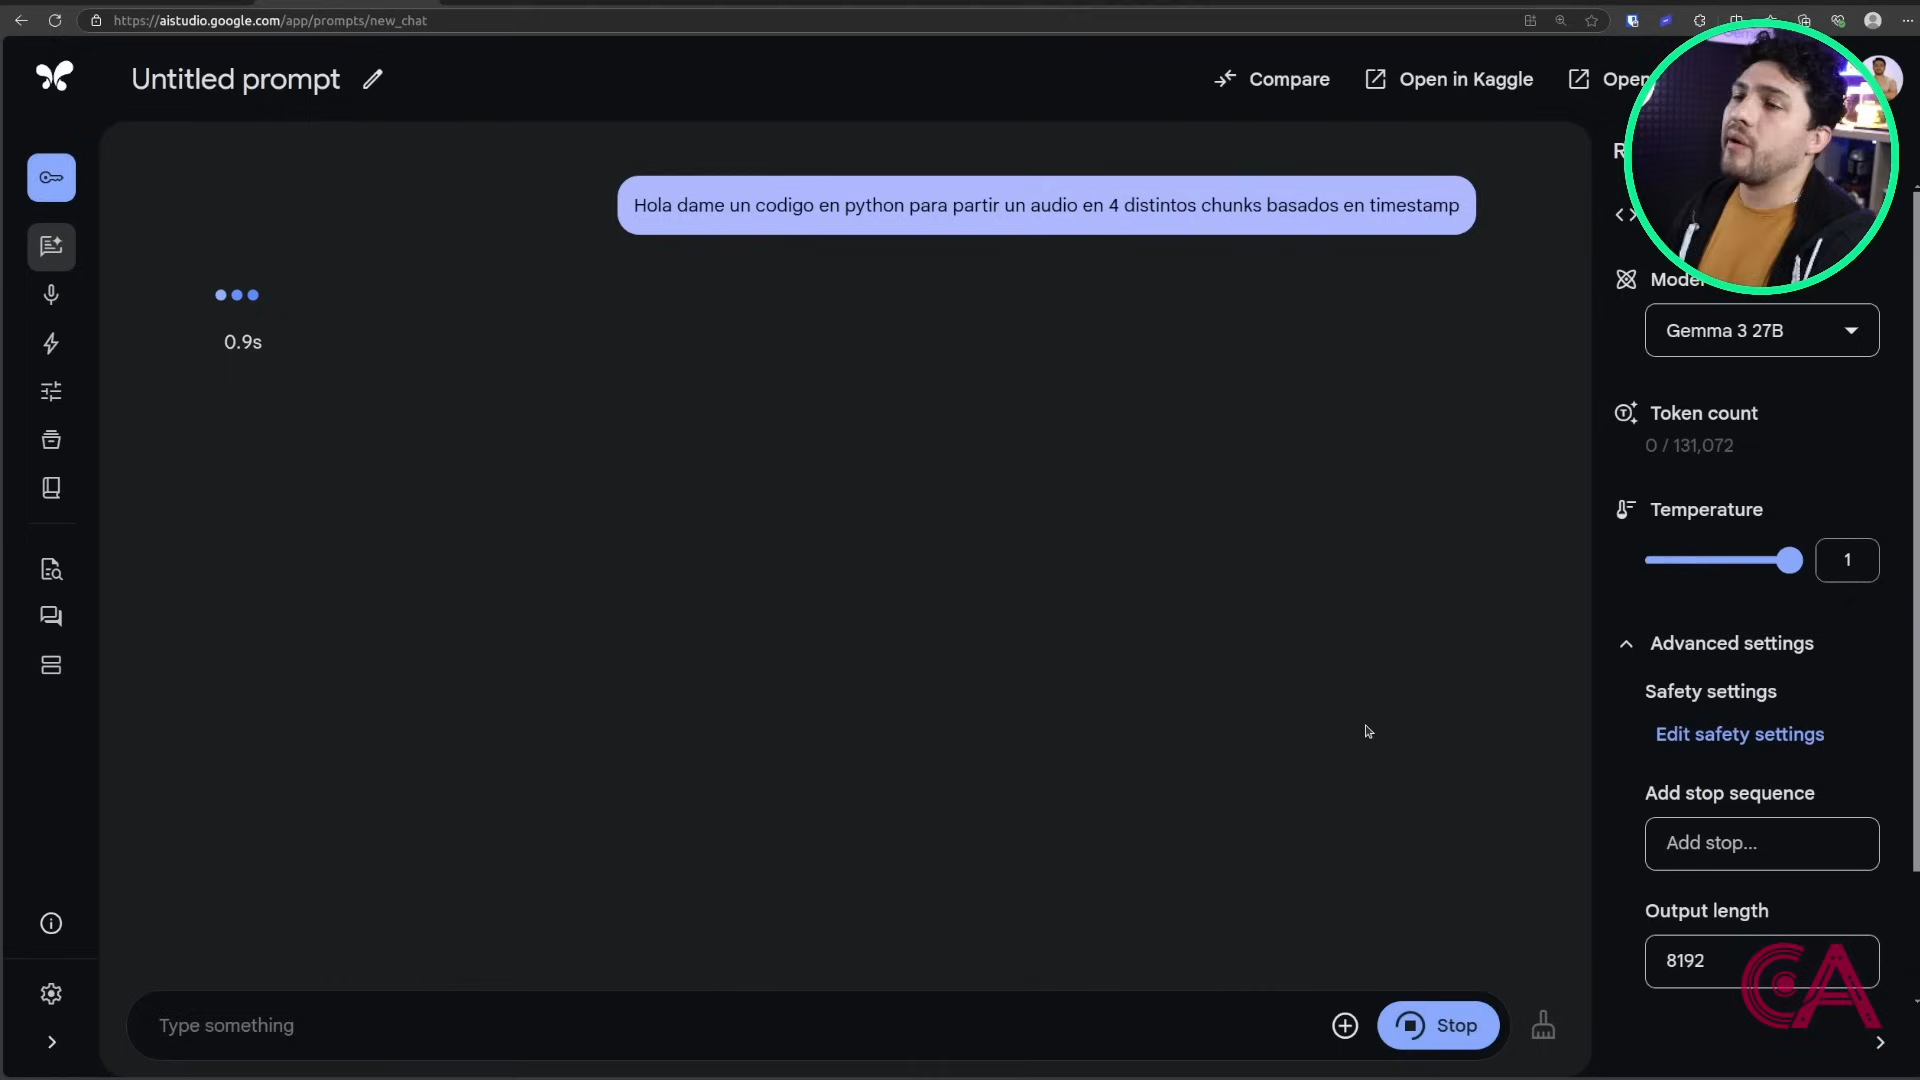 https://aistudio.google.com/app/prompts/new_chat
Untitled prompt
Compare
Open in Kaggle
Open
Hola dame un codigo en python para partir un audio en 4 distintos chunks basados en timestamp
0.9s
Model
Gemma 3 27B
Token count
0 / 131,072
Temperature
1
Advanced settings
Safety settings
Edit safety settings
Add stop sequence
Add stop...
Output length
8192
Type something
Stop
CA